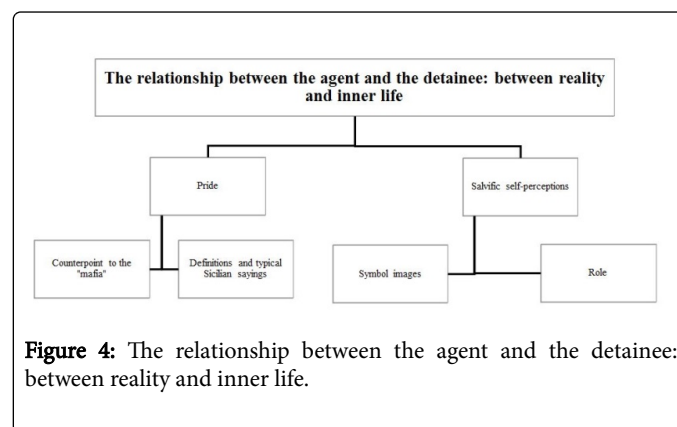 The relationship between the agent and the detainee: between reality
and inner life
Pride
Salvific self-perceptions
Counterpoint to the
"mafia"
Definitions and typical
Sicilian sayings
Symbol images
Role
Figure 4: The relationship between the agent and the detainee:
between reality and inner life.